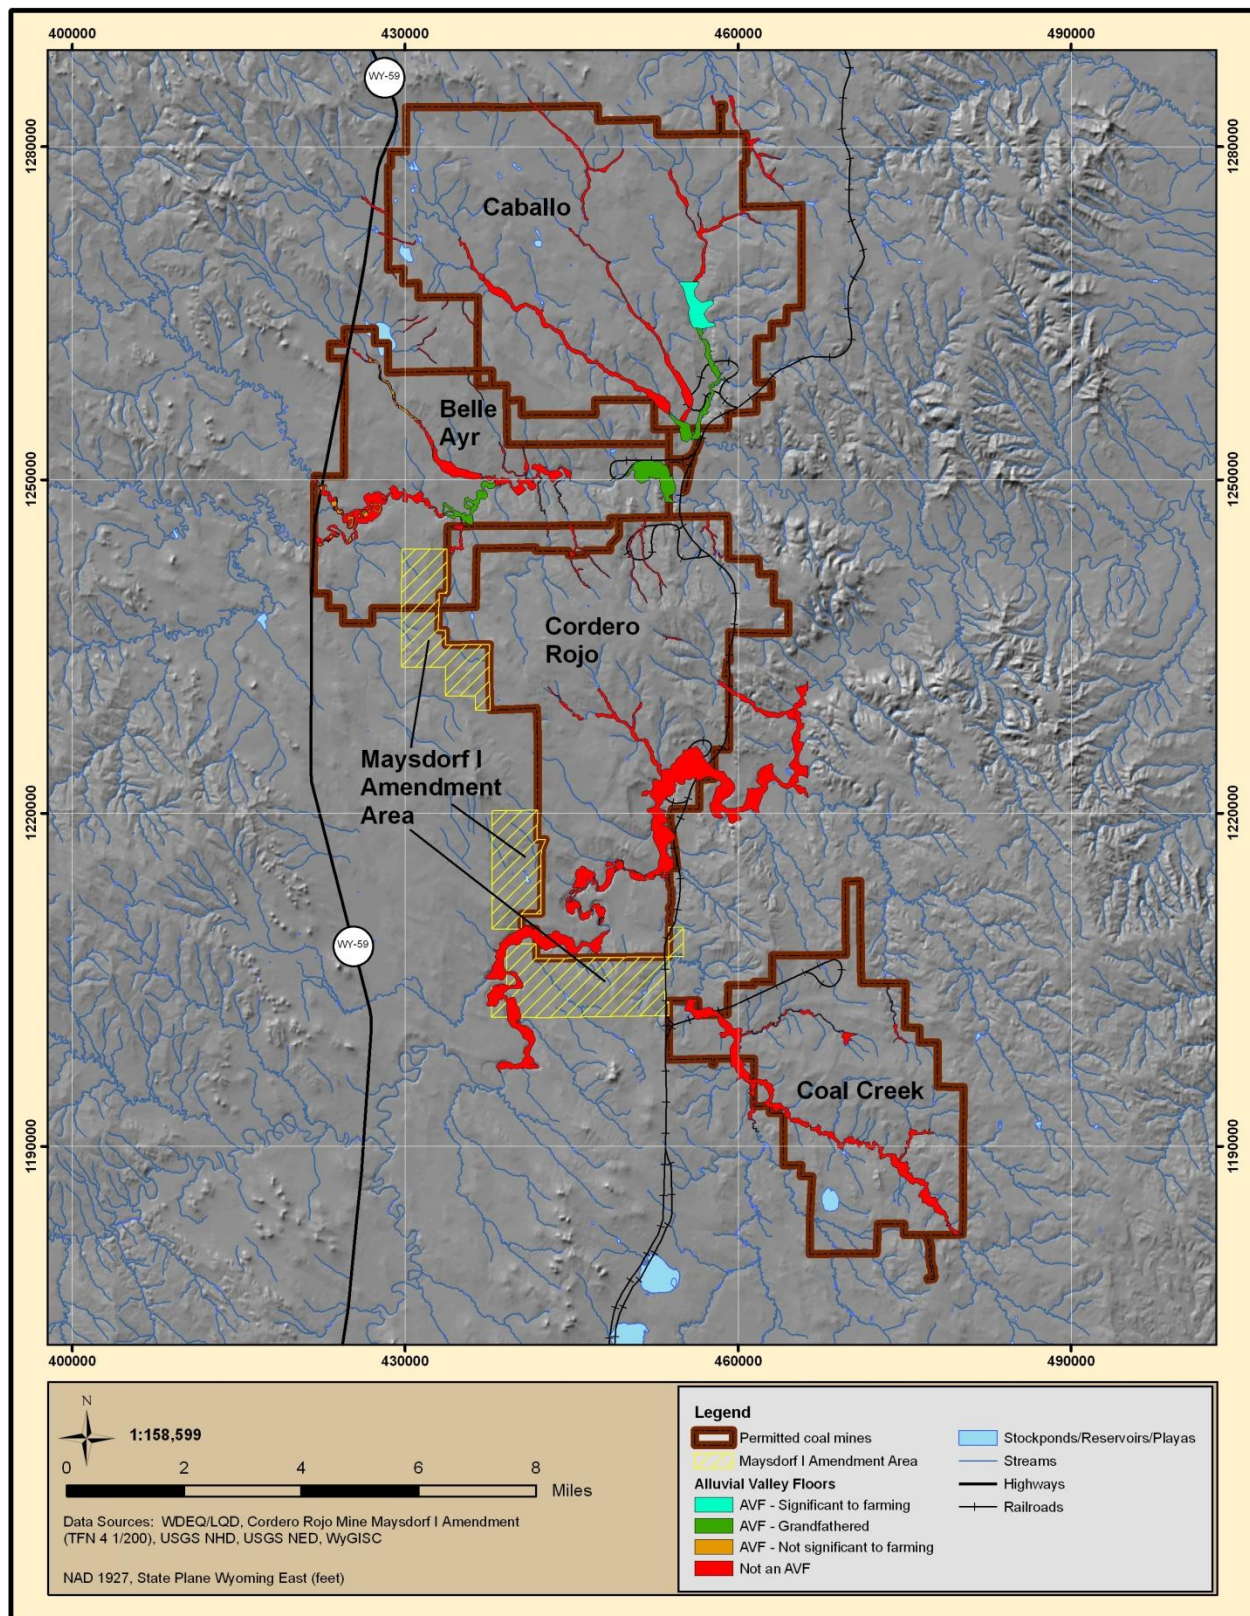 400000 430000 460000 490000
WY-59
1280000 1280000
Caballo
Belle
Ayr
1250000 1250000
Cordero
Rojo
Maysdorf I
Amendment
Area
1220000 1220000
WY-59
Coal Creek
1190000 1190000
400000 430000 460000 490000
N
1:158,599
0 2 4 6 8
Miles
Data Sources: WDEQ/LQD, Cordero Rojo Mine Maysdorf I Amendment
(TFN 4 1/200), USGS NHD, USGS NED, WyGISC
NAD 1927, State Plane Wyoming East (feet)
Legend
Permitted coal mines
Maysdorf I Amendment Area
Alluvial Valley Floors
AVF - Significant to farming
AVF - Grandfathered
AVF - Not significant to farming
Not an AVF
Stockponds/Reservoirs/Playas
Streams
Highways
Railroads